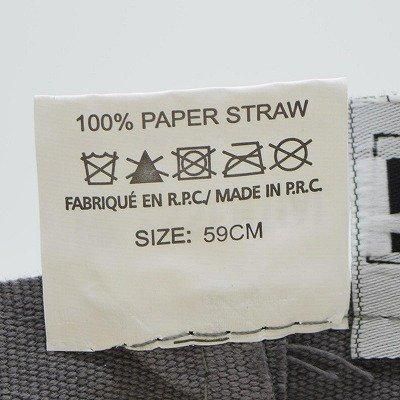 100% PAPER STRAW
FABRIQUÉ EN R.P.C/ MADE IN P.R.C.
SIZE: 59CM